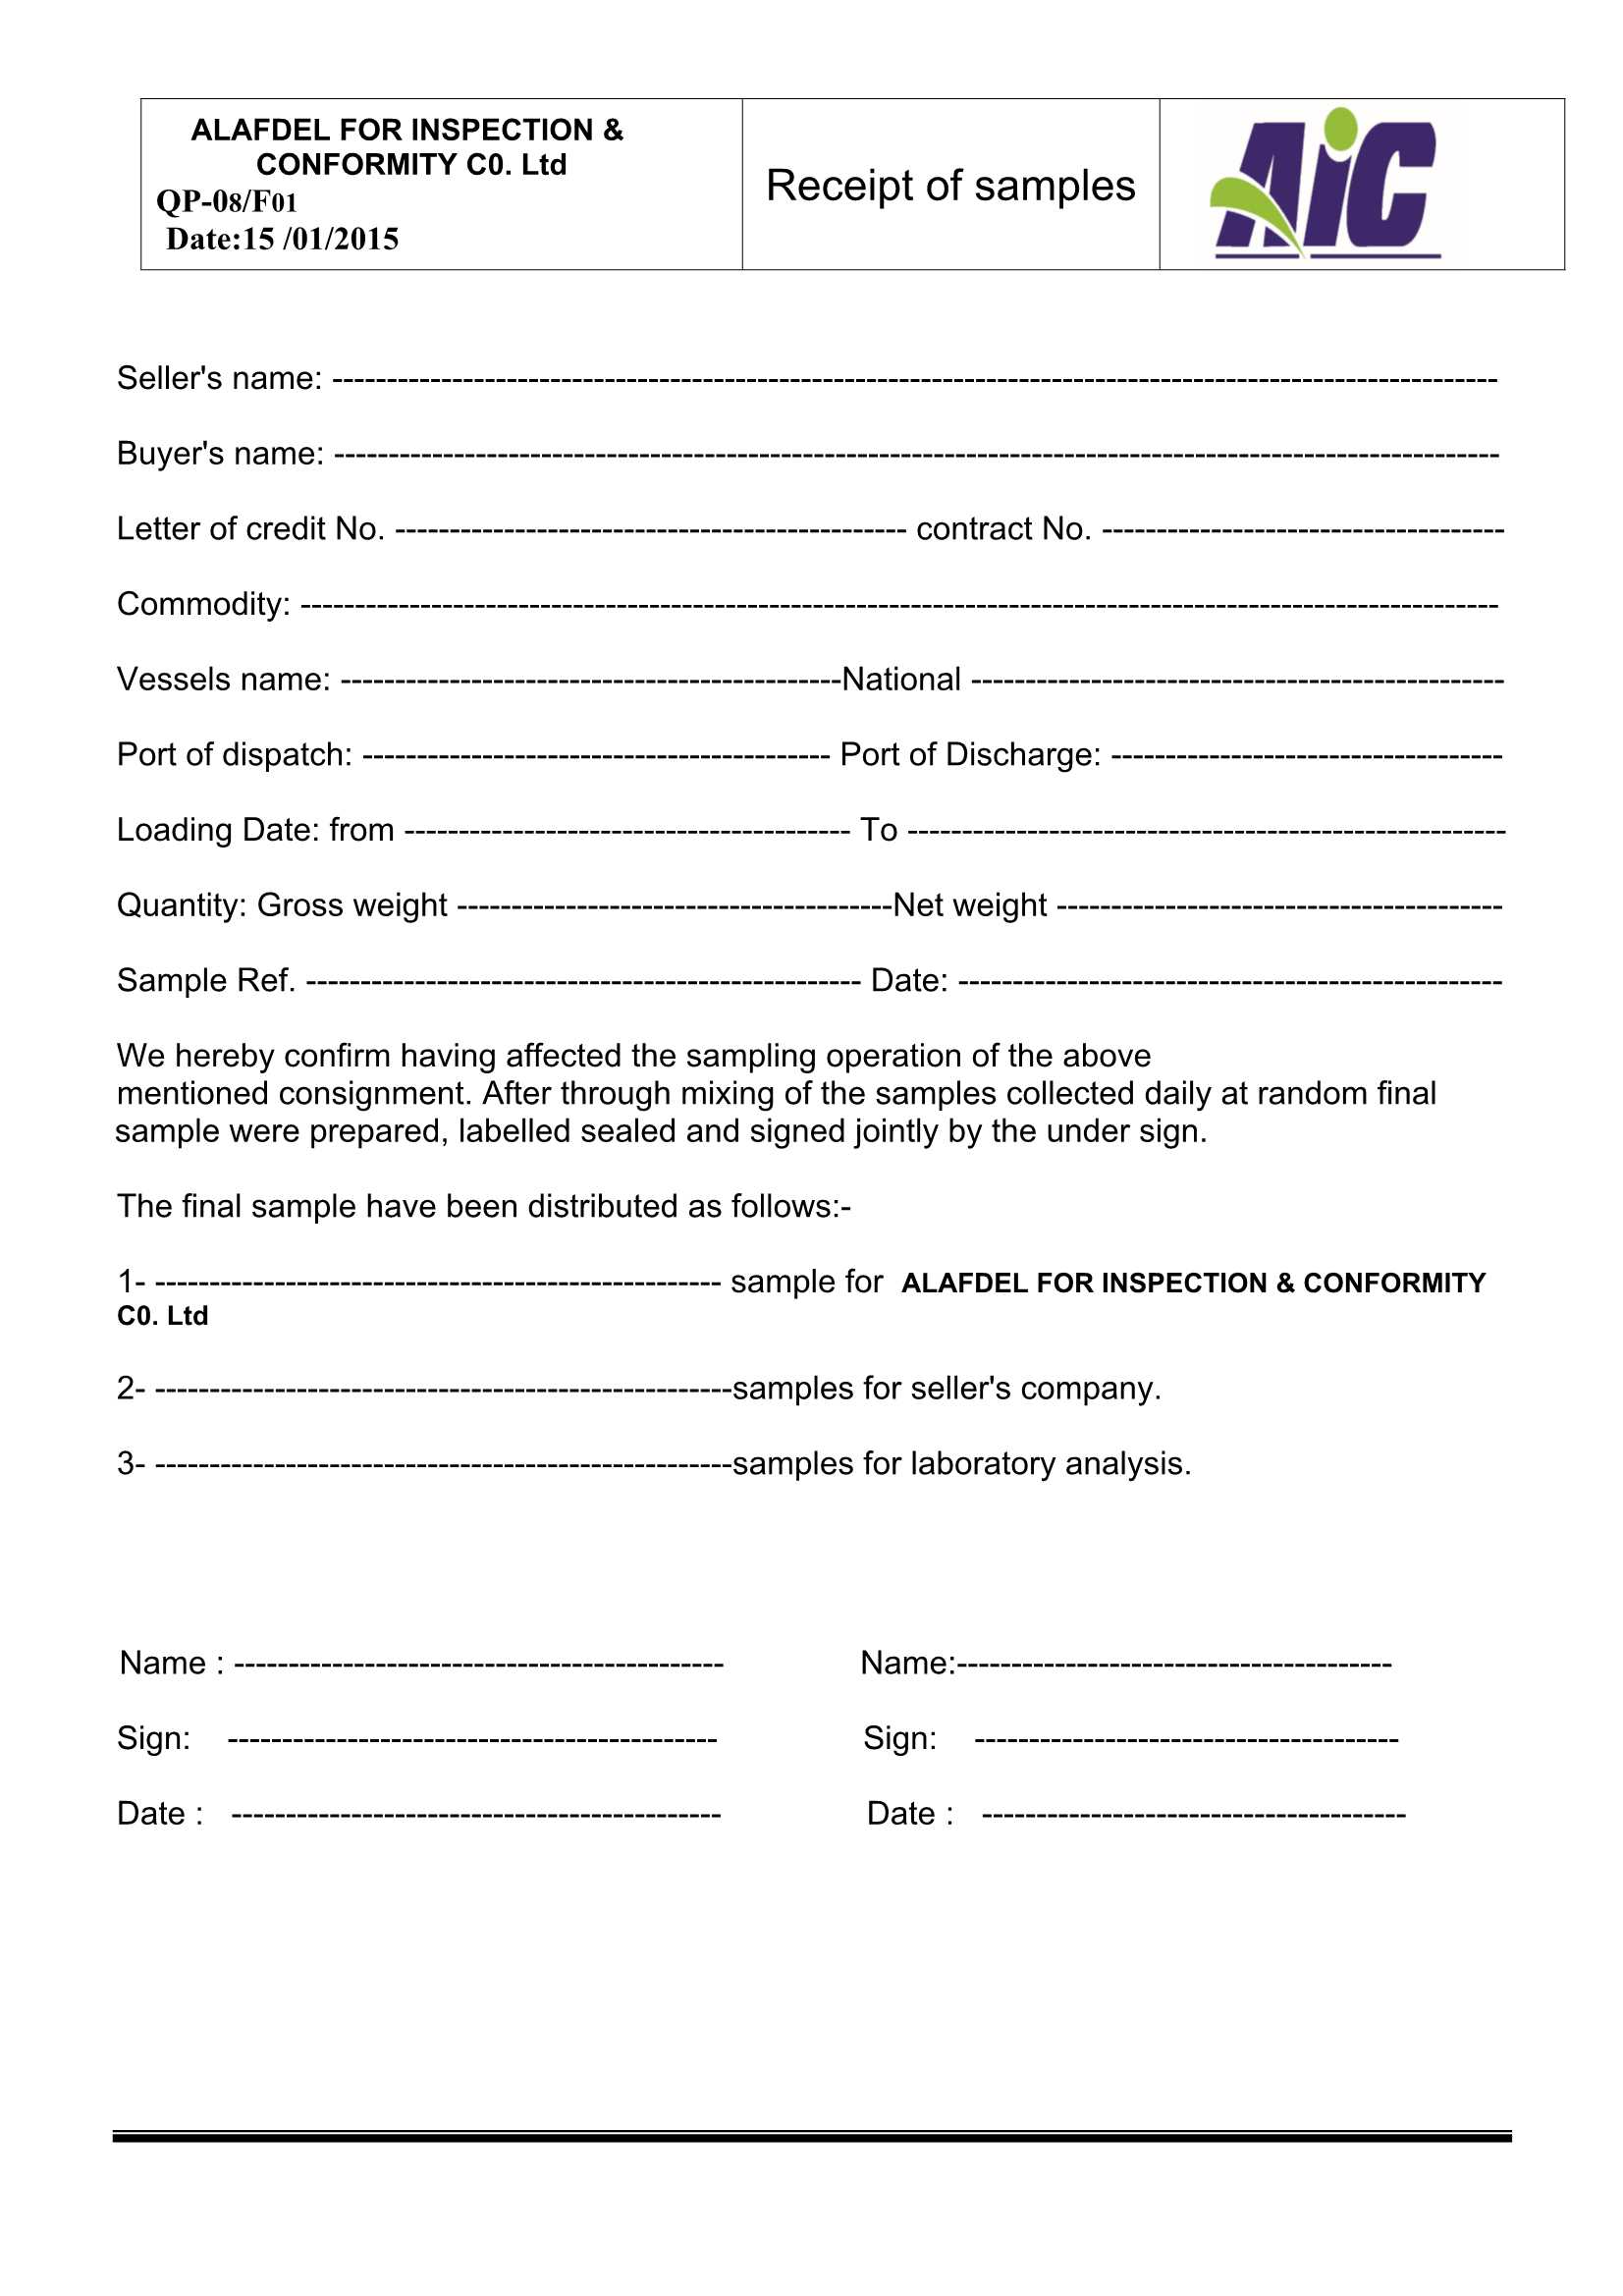 ALAFDEL FOR INSPECTION &
CONFORMITY C0. Ltd
QP-08/F01
Date:15 /01/2015
Receipt of samples
AiC
Seller's name: -----------------------------------------------------------------------------------------------------------
Buyer's name: -----------------------------------------------------------------------------------------------------------
Letter of credit No. ----------------------------------------------- contract No. -------------------------------------
Commodity: --------------------------------------------------------------------------------------------------------------
Vessels name: ----------------------------------------------National -------------------------------------------------
Port of dispatch: ------------------------------------------- Port of Discharge: ------------------------------------
Loading Date: from ----------------------------------------- To -------------------------------------------------------
Quantity: Gross weight ----------------------------------------Net weight -----------------------------------------
Sample Ref. --------------------------------------------------- Date: --------------------------------------------------
We hereby confirm having affected the sampling operation of the above
mentioned consignment. After through mixing of the samples collected daily at random final
sample were prepared, labelled sealed and signed jointly by the under sign.
The final sample have been distributed as follows:-
1- ---------------------------------------------------- sample for ALAFDEL FOR INSPECTION & CONFORMITY
C0. Ltd
2- -----------------------------------------------------samples for seller's company.
3- -----------------------------------------------------samples for laboratory analysis.
Name : --------------------------------------------- Name:----------------------------------------
Sign: --------------------------------------------- Sign: ---------------------------------------
Date : --------------------------------------------- Date : ---------------------------------------